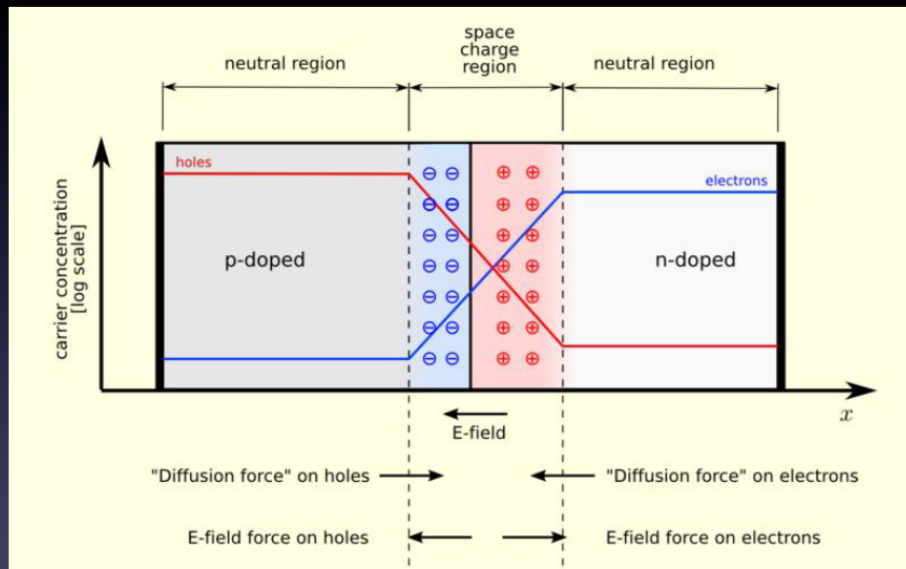 space
charge
region
neutral region
neutral region
holes
electrons
carrier concentration
[log scale]
p-doped
n-doped
⊖ ⊖ ⊕ ⊕
⊖ ⊖ ⊕ ⊕
⊖ ⊖ ⊕ ⊕
⊖ ⊖ ⊕ ⊕
⊖ ⊖ ⊕ ⊕
⊖ ⊖ ⊕ ⊕
⊖ ⊖ ⊕ ⊕
x
E-field
"Diffusion force" on holes
"Diffusion force" on electrons
E-field force on holes
E-field force on electrons